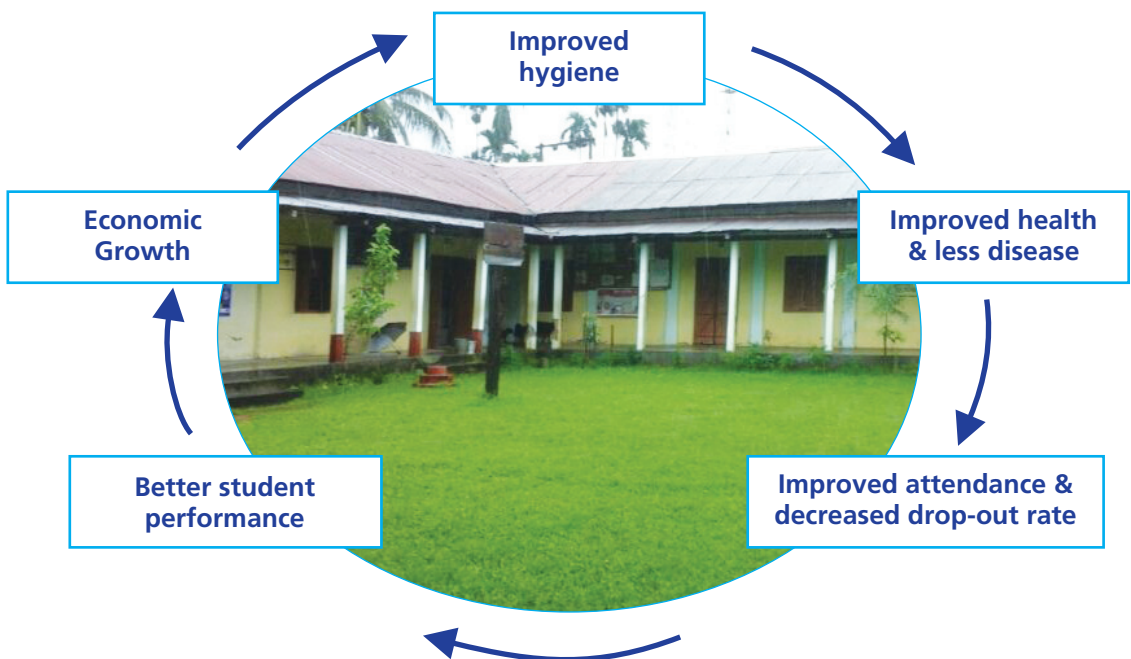 Improved
hygiene
Improved health
& less disease
Improved attendance &
decreased drop-out rate
Better student
performance
Economic
Growth